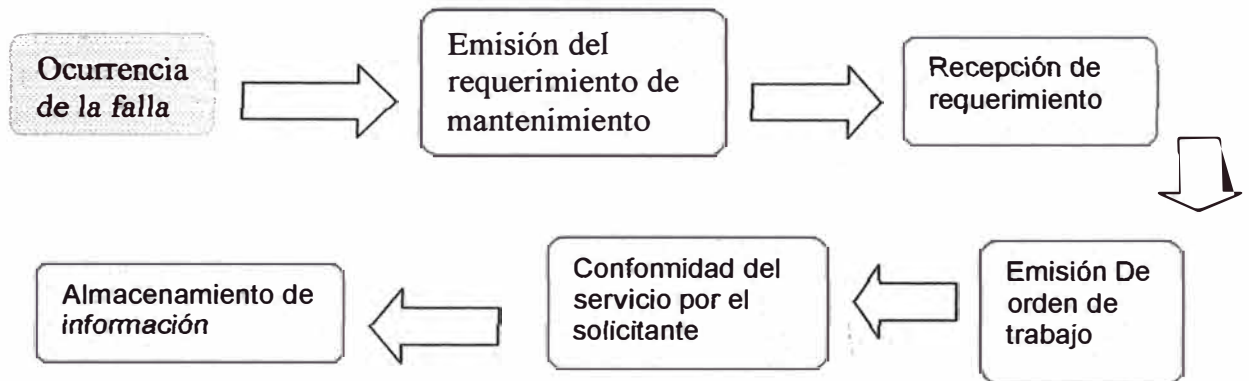 Ocurrencia
de la falla
Emisión del
requerimiento de
mantenimiento
Recepción de
requerimiento
Emisión De
orden de
trabajo
Conformidad del
servicio por el
solicitante
Almacenamiento de
información